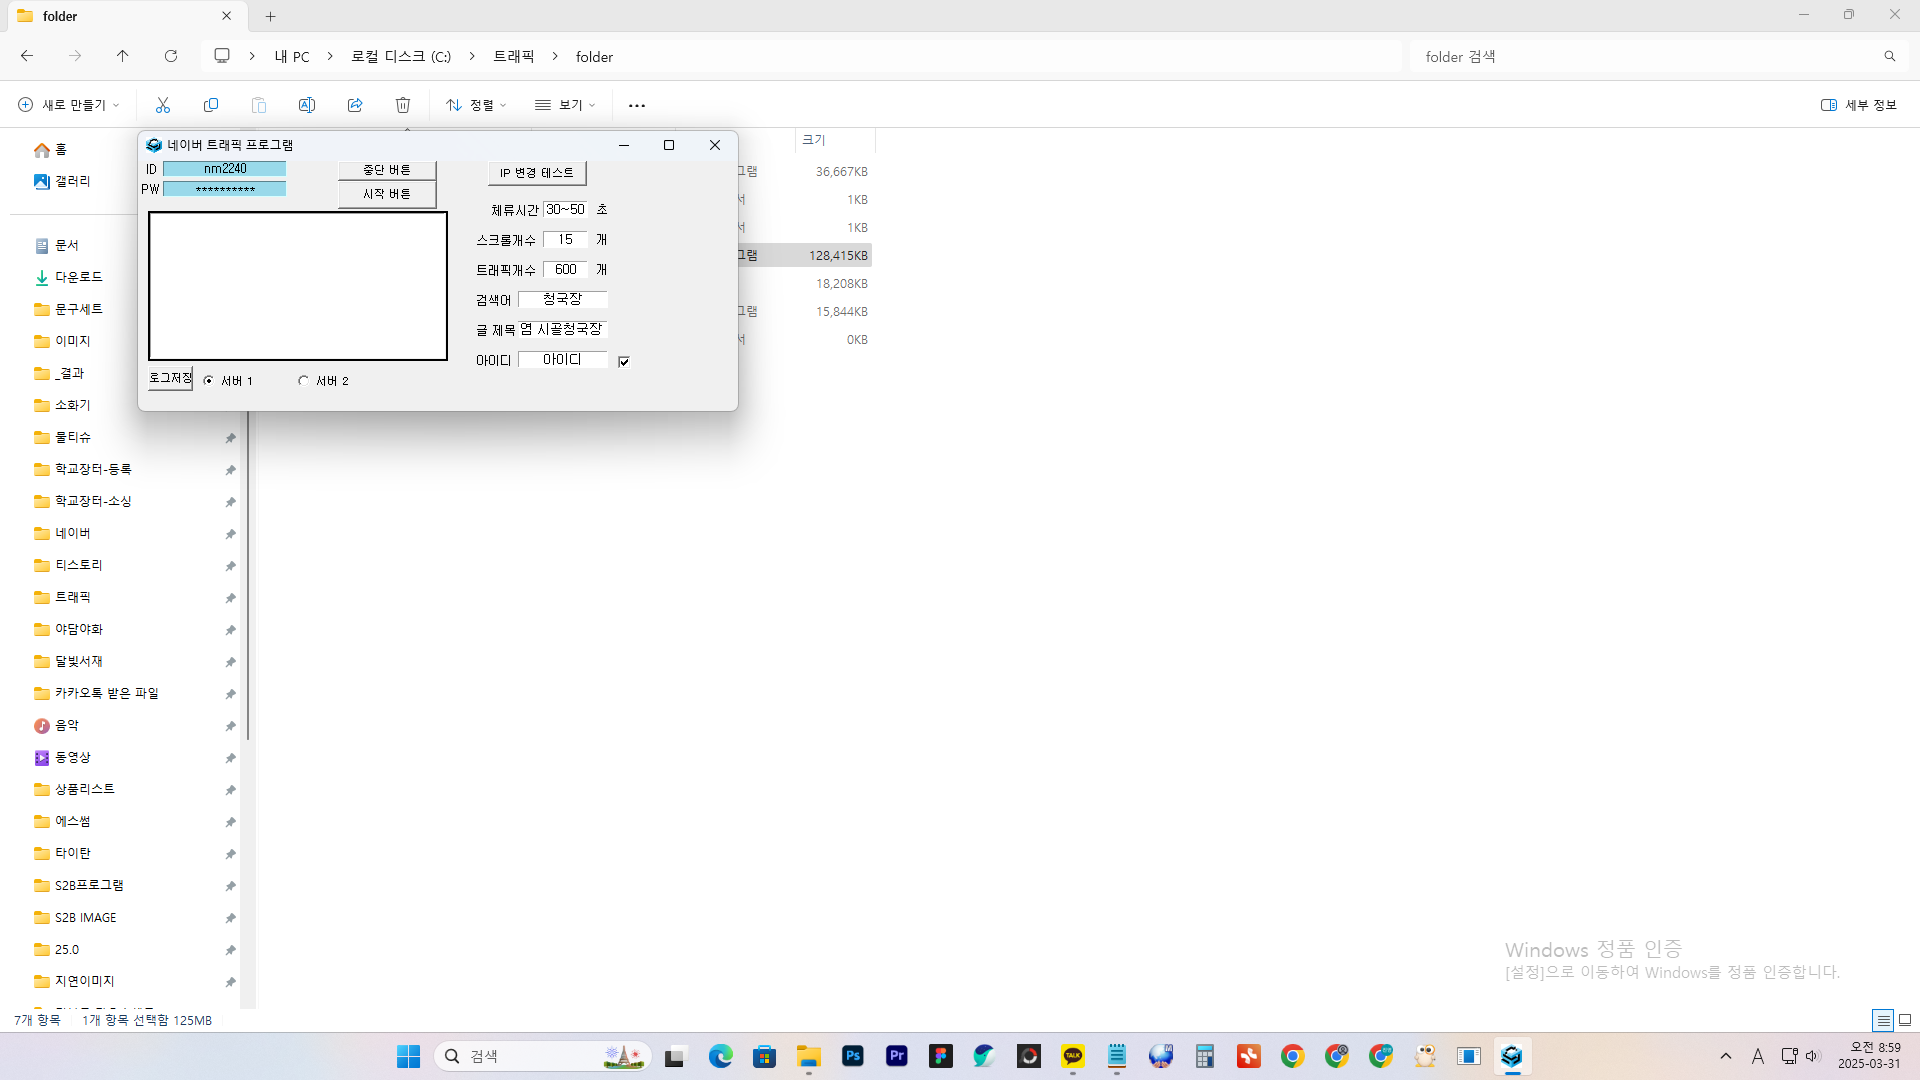 folder
내 PC
로컬 디스크 (C:)
트래픽
folder
folder 검색
새로 만들기
정렬
보기
세부 정보
홈
갤러리
문서
다운로드
문구세트
이미지
_결과
소화기
물티슈
학교장터-등록
학교장터-소싱
네이버
티스토리
트래픽
야담야화
달빛서재
카카오톡 받은 파일
음악
동영상
상품리스트
에스썸
타이탄
S2B프로그램
S2B IMAGE
25.0
지연이미지
네이버 트래픽 프로그램
ID nm2240
PW **********
중단 버튼
시작 버튼
IP 변경 테스트
체류시간 30~50 초
스크롤개수 15 개
트래픽개수 600 개
검색어 청국장
글 제목 염 시골청국장
아이디 아이디
로그저장
서버 1
서버 2
크기
그램 36,667KB
서 1KB
서 1KB
그램 128,415KB
18,208KB
그램 15,844KB
서 0KB
Windows 정품 인증
[설정]으로 이동하여 Windows를 정품 인증합니다.
7개 항목
1개 항목 선택함 125MB
검색
Ps
Pr
TALK
A
오전 8:59
2025-03-31